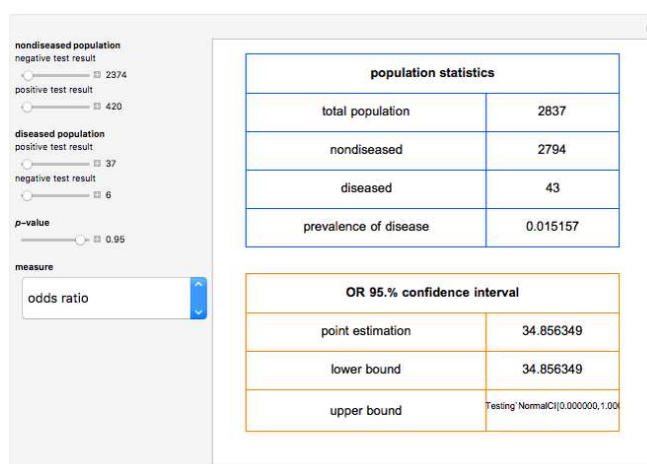 nondiseased population
negative test result
2374
positive test result
420
diseased population
positive test result
37
negative test result
6
p-value
0.95
measure
odds ratio
population statistics
total population 2837
nondiseased 2794
diseased 43
prevalence of disease 0.015157
OR 95.% confidence interval
point estimation 34.856349
lower bound 34.856349
upper bound Testing`NormalCI[0.000000,1.00